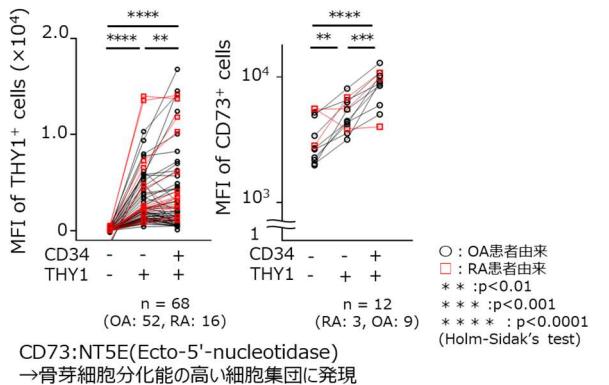 ****
**** **
2.0
1.0
0
MFI of THY1⁺ cells (×10⁴)
CD34 - - +
THY1 - + +
n = 68
(OA: 52, RA: 16)
****
** ***
10⁴
10³
1
MFI of CD73⁺ cells
- - +
- + +
n = 12
(RA: 3, OA: 9)
○ : OA患者由来
□ : RA患者由来
** :p<0.01
*** :p<0.001
**** : p<0.0001
(Holm-Sidak's test)
CD73:NT5E(Ecto-5'-nucleotidase)
→骨芽細胞分化能の高い細胞集団に発現